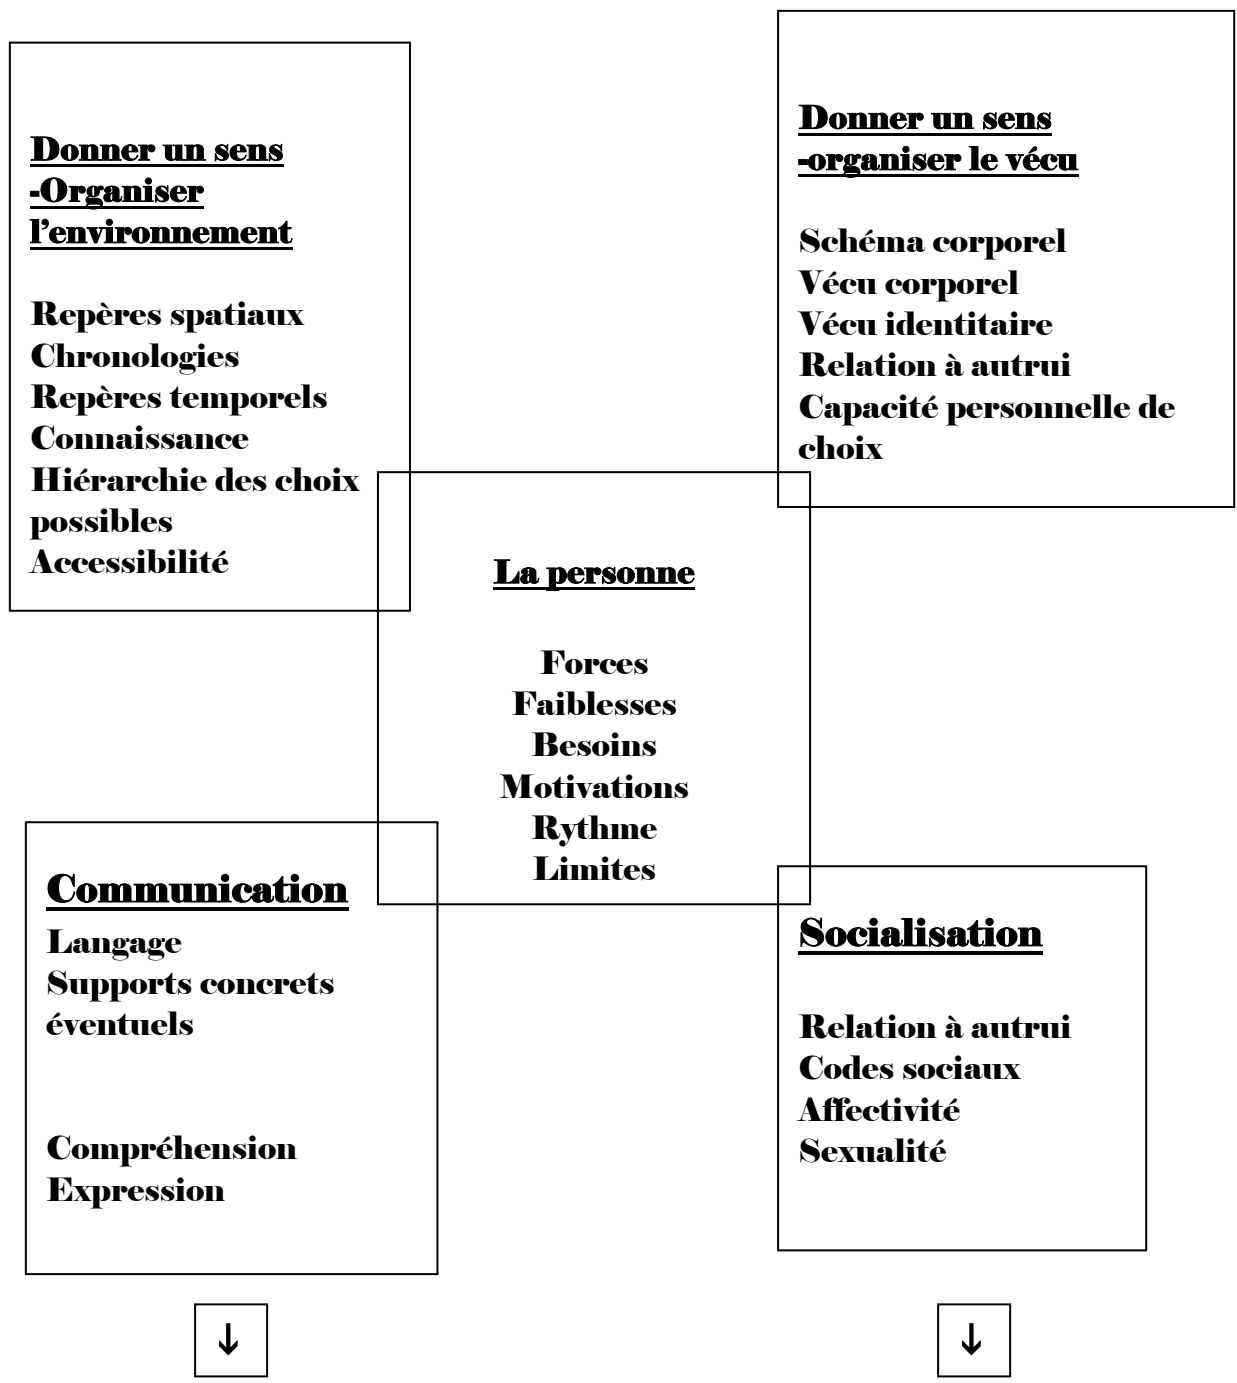 Donner un sens
-Organiser
l'environnement
Repères spatiaux
Chronologies
Repères temporels
Connaissance
Hiérarchie des choix
possibles
Accessibilité
Donner un sens
-organiser le vécu
Schéma corporel
Vécu corporel
Vécu identitaire
Relation à autrui
Capacité personnelle de
choix
La personne
Forces
Faiblesses
Besoins
Motivations
Rythme
Limites
Communication
Langage
Supports concrets
éventuels
Compréhension
Expression
Socialisation
Relation à autrui
Codes sociaux
Affectivité
Sexualité
↓
↓